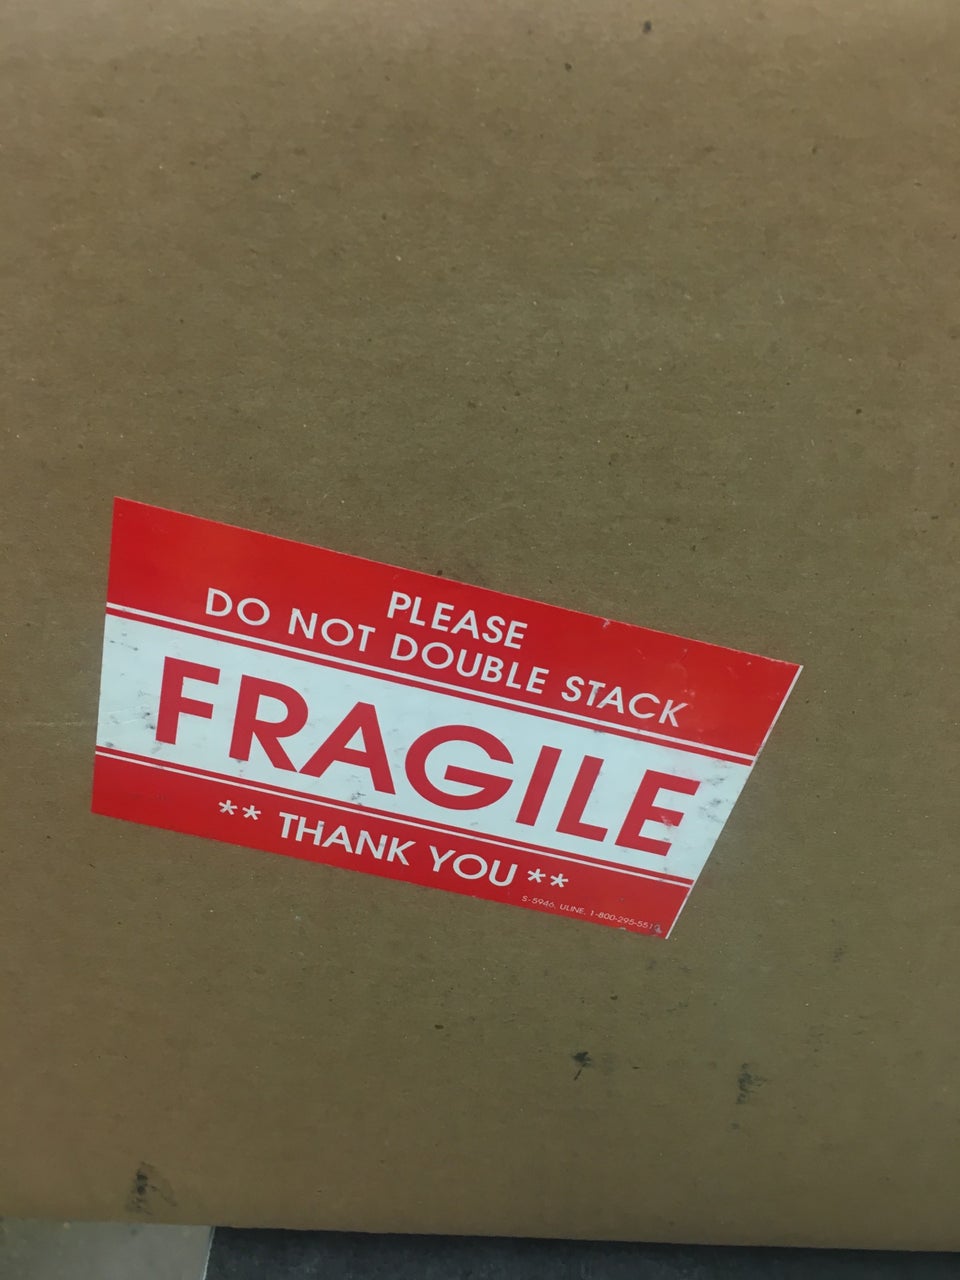 PLEASE
DO NOT DOUBLE STACK
FRAGILE
** THANK YOU **
S-5946, ULINE, 1-800-295-5510